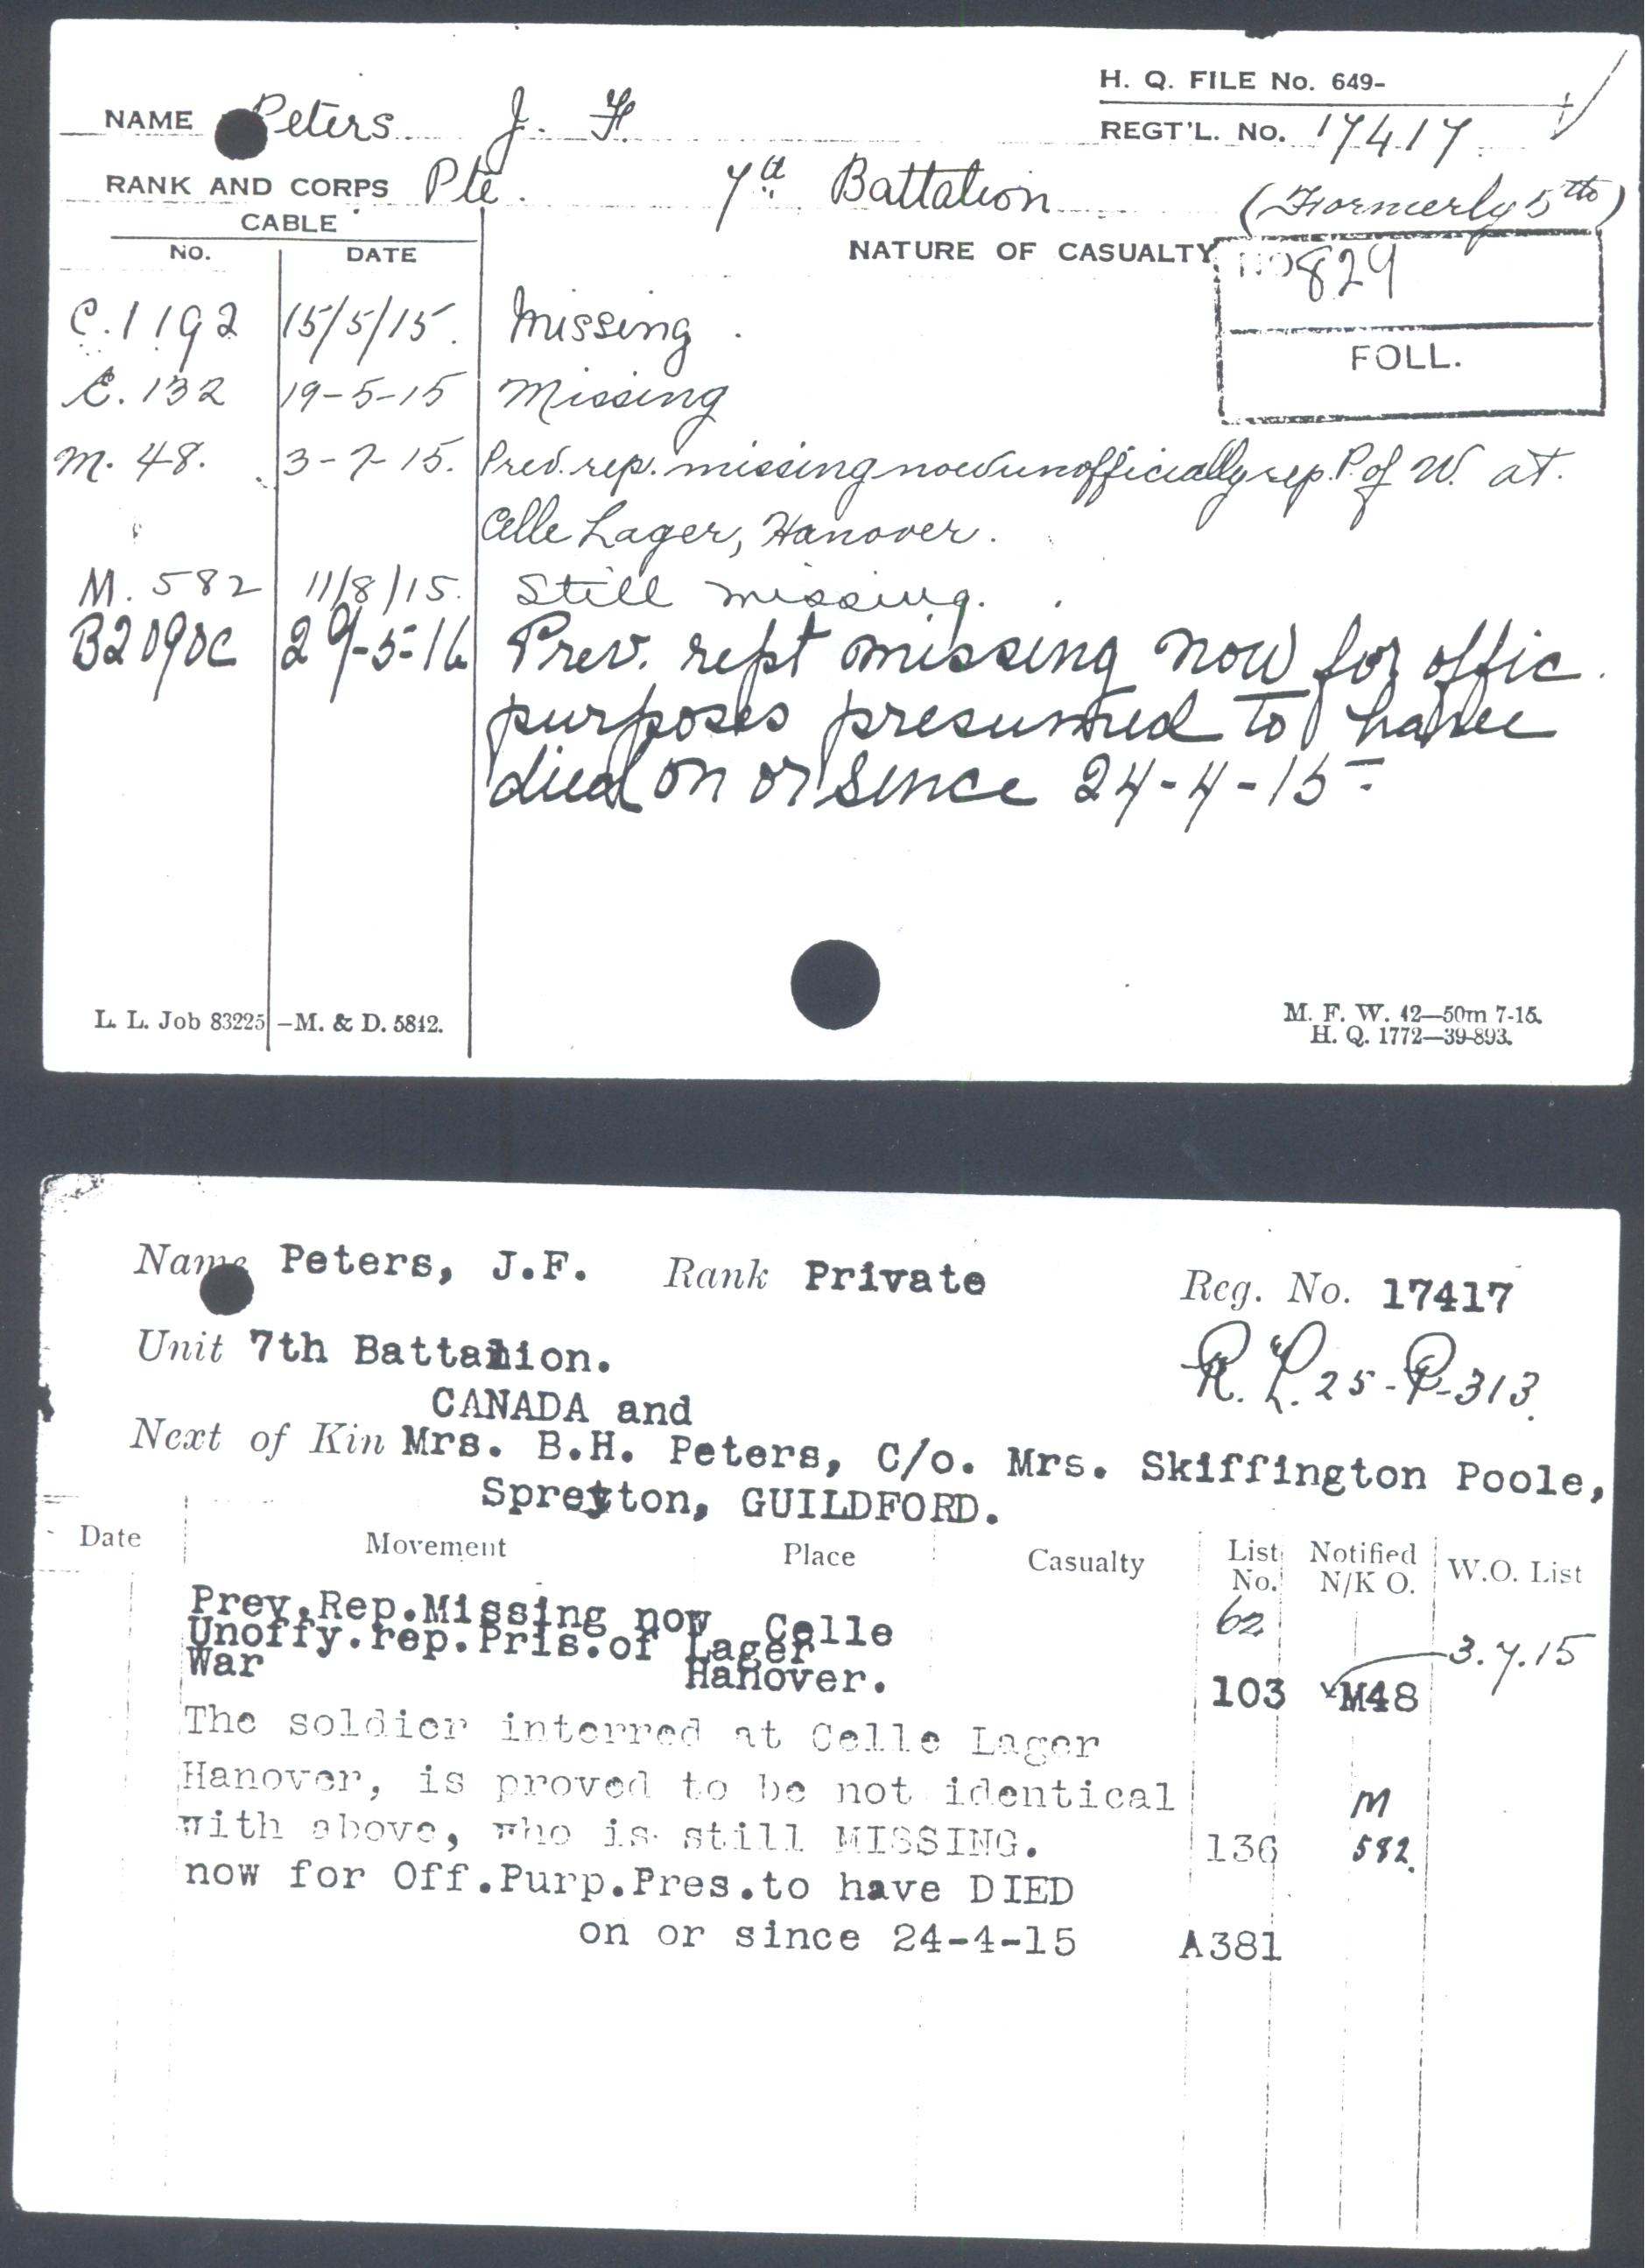 H. Q. FILE No. 649-
NAME Peters J. F.
REGT'L. No. 17417
RANK AND CORPS Pte. 7th Battalion (Formerly 5th)
CABLE
NO. DATE NATURE OF CASUALTY
No 829
FOLL.
C.1192 15/5/15. Missing.
C. 132 19-5-15 Missing
M. 48. 3-7-15. Prev. rep. missing now unofficially rep. P. of W. at.
Celle Lager, Hanover.
M. 582 11/8/15. Still missing.
B2090C 29-5-16 Prev. rept missing now for offic.
purposes presumed to have
died on or since 24-4-15
L. L. Job 83225—M. & D. 5842.
M. F. W. 42—50m 7-15.
H. Q. 1772—39-893.
Name Peters, J.F. Rank Private Reg. No. 17417
R. L. 25-P-313.
Unit 7th Battalion.
CANADA and
Next of Kin Mrs. B.H. Peters, C/o. Mrs. Skiffington Poole,
Spreyton, GUILDFORD.
Date Movement Place Casualty List No. Notified N/K O. W.O. List
Prev.Rep.Missing now Celle 62
Unoffy.rep.Pris.of Lager 3.7.15
War Hanover. 103 M48
The soldier interred at Celle Lager
Hanover, is proved to be not identical M
with above, who is still MISSING. 136 582.
now for Off.Purp.Pres.to have DIED
on or since 24-4-15 A381